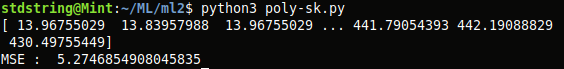 stdstring@Mint:~/ML/ml2$ python3 poly-sk.py
[ 13.96755029  13.83957988  13.96755029 ... 441.79054393 442.19088829
 430.49755449]
MSE :  5.2746854908045835